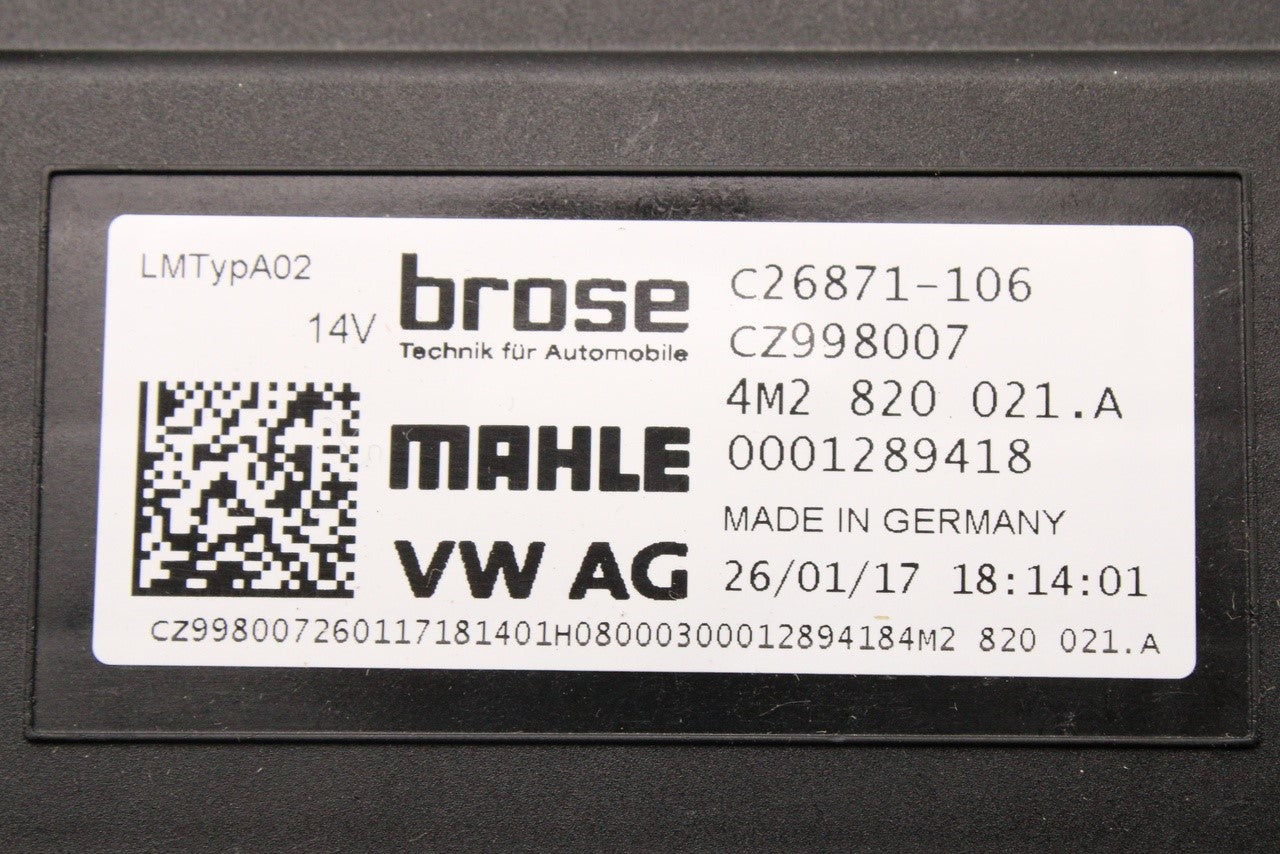 LMTypA02
14V
brose
Technik für Automobile
MAHLE
VW AG
C26871-106
CZ998007
4M2 820 021.A
0001289418
MADE IN GERMANY
26/01/17 18:14:01
CZ998007260117181401H08000300012894184M2 820 021.A